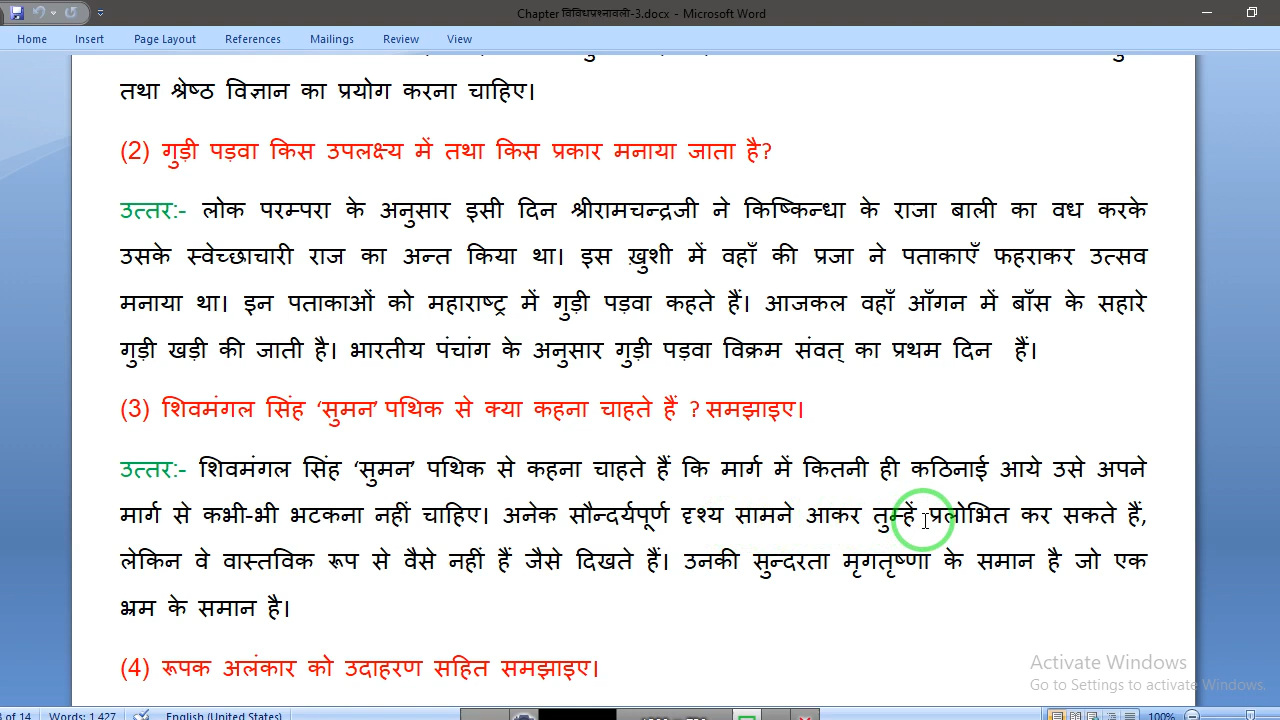 Chapter विविधप्रश्नावली-3.docx - Microsoft Word
Home Insert Page Layout References Mailings Review View
तथा श्रेष्ठ विज्ञान का प्रयोग करना चाहिए।
(2) गुड़ी पड़वा किस उपलक्ष्य में तथा किस प्रकार मनाया जाता है?
उत्तर:- लोक परम्परा के अनुसार इसी दिन श्रीरामचन्द्रजी ने किष्किन्धा के राजा बाली का वध करके
उसके स्वेच्छाचारी राज का अन्त किया था। इस ख़ुशी में वहाँ की प्रजा ने पताकाएँ फहराकर उत्सव
मनाया था। इन पताकाओं को महाराष्ट्र में गुड़ी पड़वा कहते हैं। आजकल वहाँ आँगन में बाँस के सहारे
गुड़ी खड़ी की जाती है। भारतीय पंचांग के अनुसार गुड़ी पड़वा विक्रम संवत् का प्रथम दिन हैं।
(3) शिवमंगल सिंह ‘सुमन’ पथिक से क्या कहना चाहते हैं ? समझाइए।
उत्तर:- शिवमंगल सिंह ‘सुमन’ पथिक से कहना चाहते हैं कि मार्ग में कितनी ही कठिनाई आये उसे अपने
मार्ग से कभी-भी भटकना नहीं चाहिए। अनेक सौन्दर्यपूर्ण दृश्य सामने आकर तुम्हें प्रलोभित कर सकते हैं,
लेकिन वे वास्तविक रूप से वैसे नहीं हैं जैसे दिखते हैं। उनकी सुन्दरता मृगतृष्णा के समान है जो एक
भ्रम के समान है।
(4) रूपक अलंकार को उदाहरण सहित समझाइए।
Activate Windows
Go to Settings to activate Windows.
of 14 Words: 1,427 English (United States) 100%